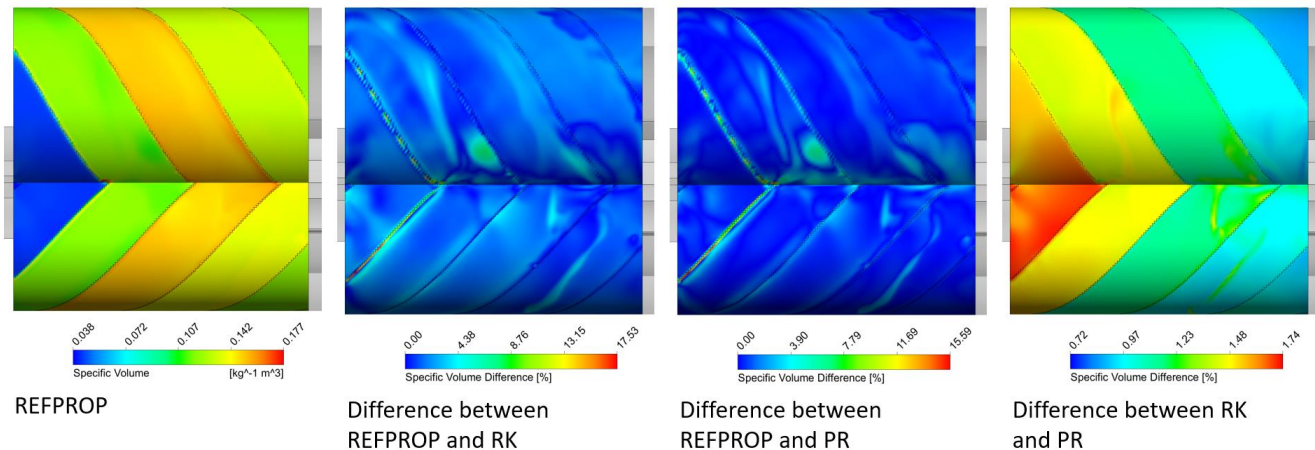 0.038 0.072 0.107 0.142 0.177
Specific Volume [kg^-1 m^3]
REFPROP
0.00 4.38 8.76 13.15 17.53
Specific Volume Difference [%]
Difference between
REFPROP and RK
0.00 3.90 7.79 11.69 15.59
Specific Volume Difference [%]
Difference between
REFPROP and PR
0.72 0.97 1.23 1.48 1.74
Specific Volume Difference [%]
Difference between RK
and PR